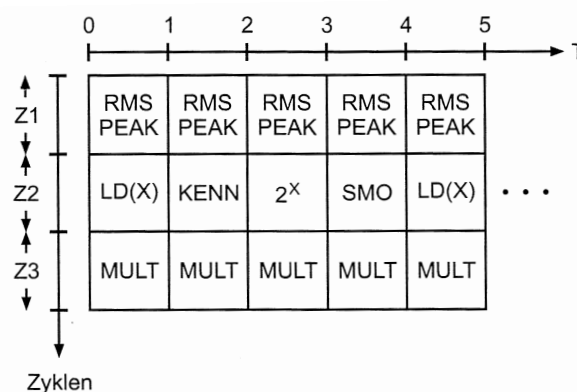 0 1 2 3 4 5
T
Z1
RMS PEAK RMS PEAK RMS PEAK RMS PEAK RMS PEAK
Z2
LD(X) KENN 2^X SMO LD(X) • • •
Z3
MULT MULT MULT MULT MULT
Zyklen